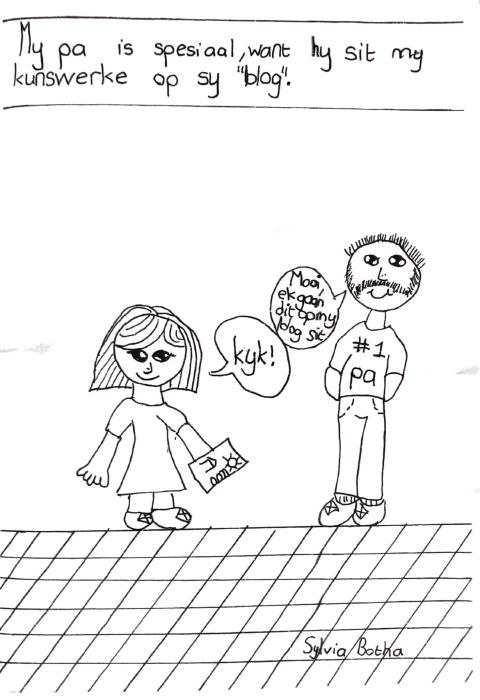 My pa is spesiaal, want hy sit my
kunswerke op sy "blog".
Mooi,
ek gaan
dit op my
blog sit
kyk!
#1
pa
Sylvia Botha